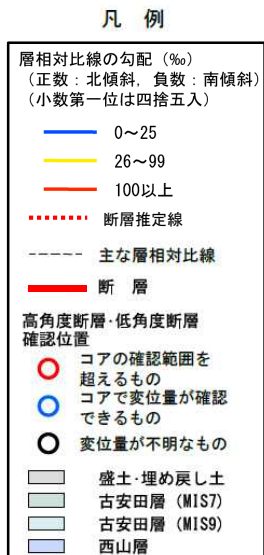 凡 例
層相対比線の勾配（‰）
（正数：北傾斜，負数：南傾斜）
（小数第一位は四捨五入）
0～25
26～99
100以上
断層推定線
主な層相対比線
断 層
高角度断層・低角度断層
確認位置
コアの確認範囲を
超えるもの
コアで変位量が確認
できるもの
変位量が不明なもの
盛土・埋め戻し土
古安田層（MIS7）
古安田層（MIS9）
西山層